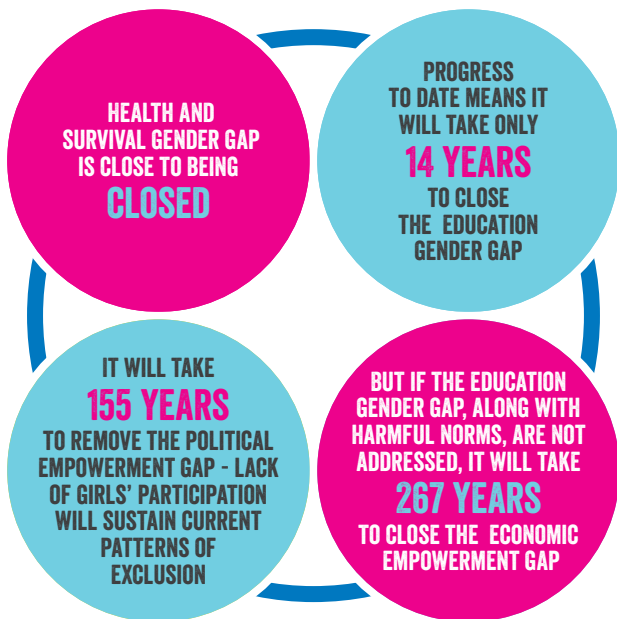 HEALTH AND
SURVIVAL GENDER GAP
IS CLOSE TO BEING
CLOSED
PROGRESS
TO DATE MEANS IT
WILL TAKE ONLY
14 YEARS
TO CLOSE
THE EDUCATION
GENDER GAP
IT WILL TAKE
155 YEARS
TO REMOVE THE POLITICAL
EMPOWERMENT GAP - LACK
OF GIRLS' PARTICIPATION
WILL SUSTAIN CURRENT
PATTERNS OF
EXCLUSION
BUT IF THE EDUCATION
GENDER GAP, ALONG WITH
HARMFUL NORMS, ARE NOT
ADDRESSED, IT WILL TAKE
267 YEARS
TO CLOSE THE ECONOMIC
EMPOWERMENT GAP